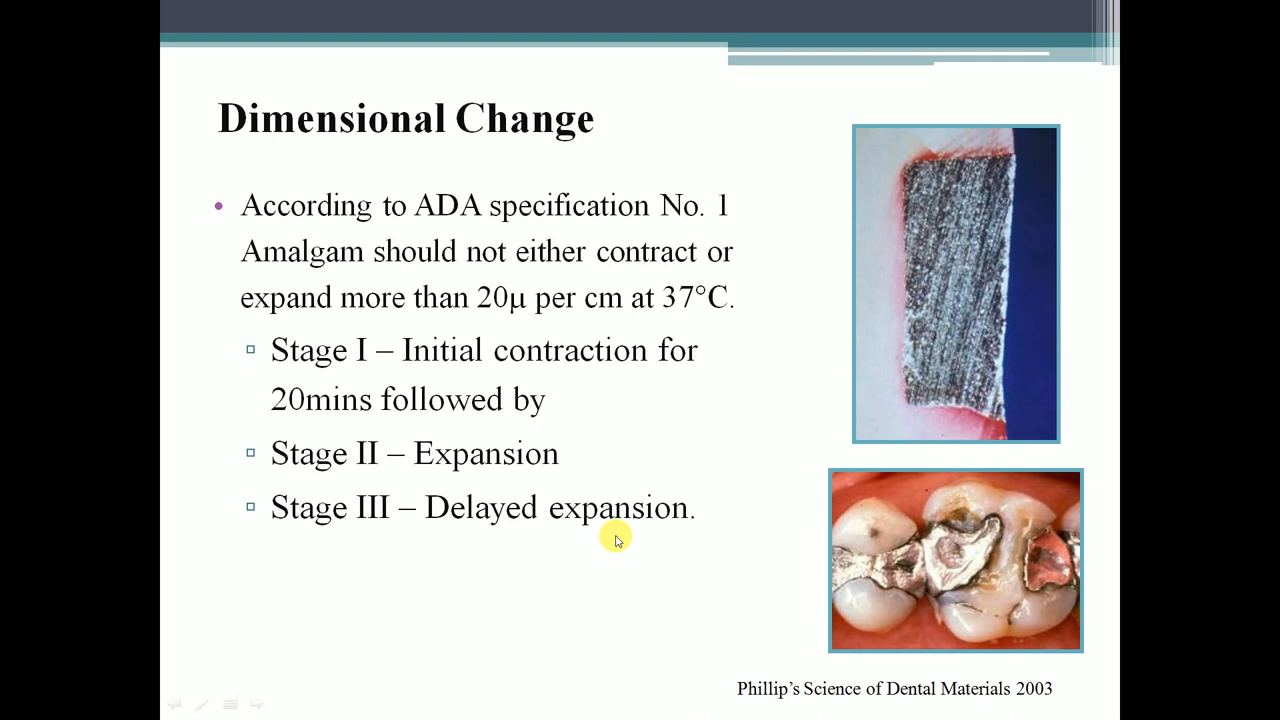 Dimensional Change
• According to ADA specification No. 1
Amalgam should not either contract or
expand more than 20μ per cm at 37°C.
▫ Stage I – Initial contraction for
20mins followed by
▫ Stage II – Expansion
▫ Stage III – Delayed expansion.
Phillip's Science of Dental Materials 2003